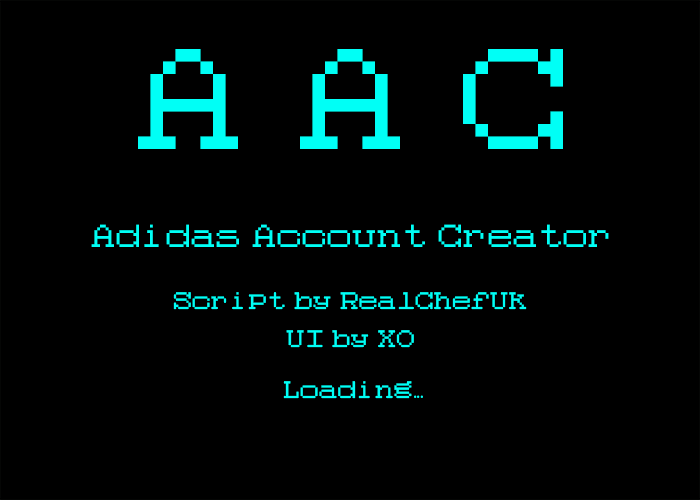 AAC
Adidas Account Creator
Script by RealChefUK
UI by XO
Loading…